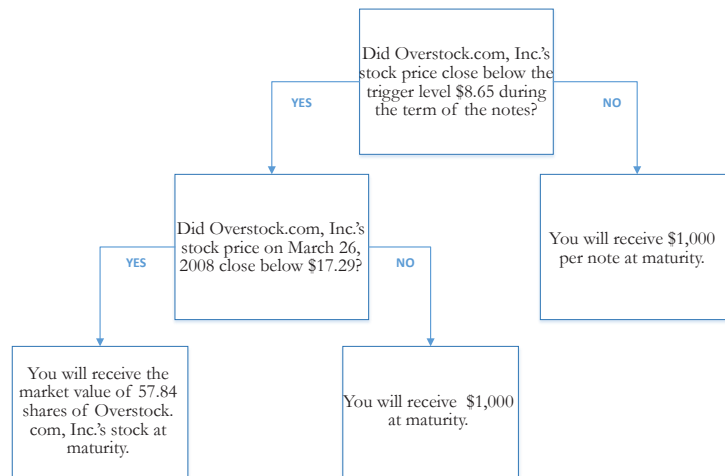 Did Overstock.com, Inc.'s
stock price close below the
trigger level $8.65 during
the term of the notes?
YES
NO
Did Overstock.com, Inc.'s
stock price on March 26,
2008 close below $17.29?
You will receive $1,000
per note at maturity.
YES
NO
You will receive the
market value of 57.84
shares of Overstock.
com, Inc.'s stock at
maturity.
You will receive $1,000
at maturity.